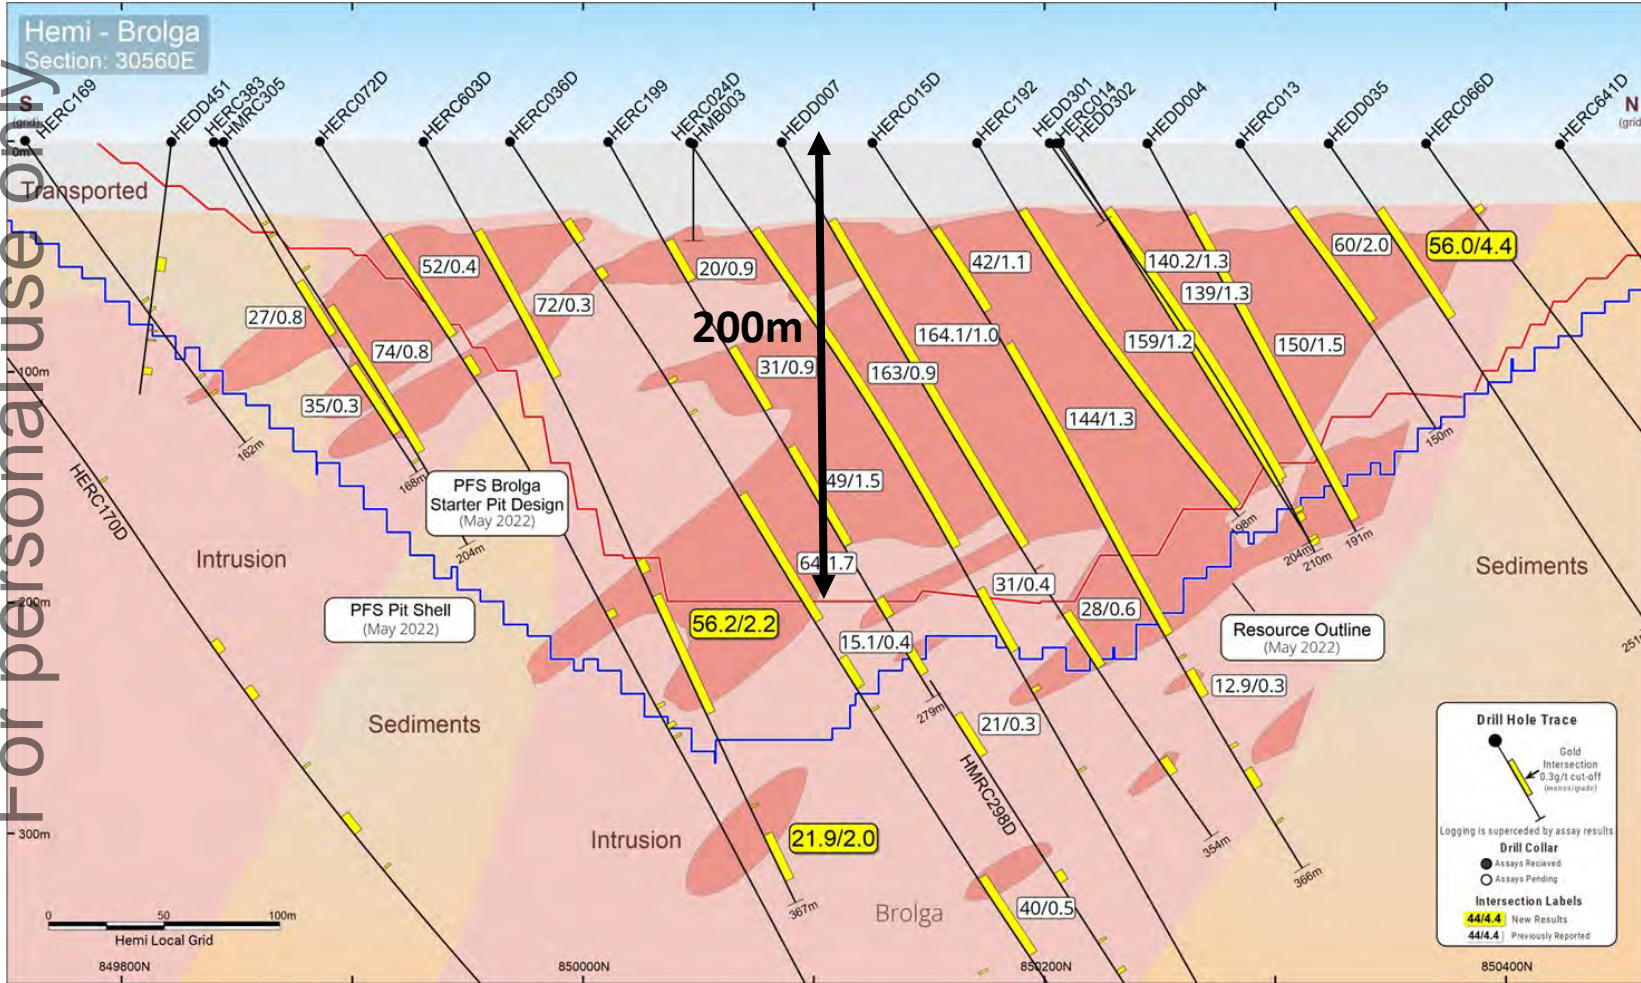 Hemi - Brolga
Section: 30560E
For personal use only
S
(grid)
N
HERC169
HEDD451
HERC383
HMRC305
HERC072D
HERC603D
HERC036D
HERC199
HERC024D
HMB003
HEDD007
HERC015D
HERC192
HEDD301
HERC014
HEDD302
HEDD004
HERC013
HEDD035
HERC066D
HERC641D
0m
Transported
100m
200m
300m
52/0.4
72/0.3
20/0.9
42/1.1
140.2/1.3
139/1.3
60/2.0
56.0/4.4
27/0.8
74/0.8
35/0.3
200m
31/0.9
163/0.9
164.1/1.0
159/1.2
150/1.5
144/1.3
49/1.5
64/1.7
162m
168m
204m
198m
204m
210m
191m
150m
HERC170D
PFS Brolga
Starter Pit Design
(May 2022)
Intrusion
Sediments
PFS Pit Shell
(May 2022)
56.2/2.2
15.1/0.4
31/0.4
28/0.6
Resource Outline
(May 2022)
12.9/0.3
279m
21/0.3
HMRC298D
Sediments
Intrusion
21.9/2.0
367m
Brolga
40/0.5
354m
366m
Drill Hole Trace
Gold
Intersection
0.3g/t cut-off
(metres/grade)
Logging is superceded by assay results
Drill Collar
Assays Recieved
Assays Pending
Intersection Labels
44/4.4 New Results
44/4.4 Previously Reported
0 50 100m
Hemi Local Grid
849800N
850000N
850200N
850400N